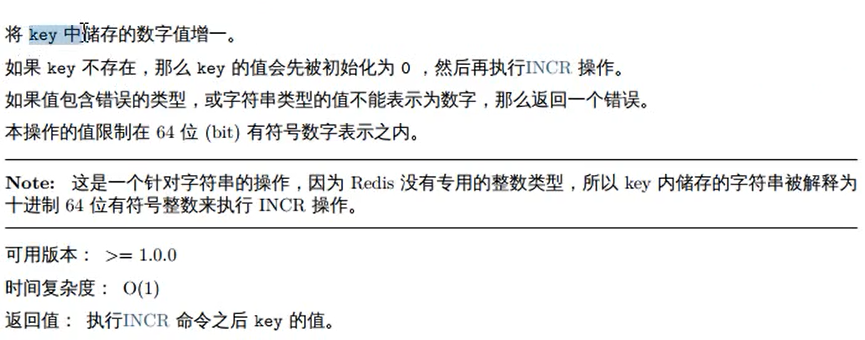 将 key 中储存的数字值增一。
如果 key 不存在，那么 key 的值会先被初始化为 0 ，然后再执行INCR 操作。
如果值包含错误的类型，或字符串类型的值不能表示为数字，那么返回一个错误。
本操作的值限制在 64 位 (bit) 有符号数字表示之内。
Note: 这是一个针对字符串的操作，因为 Redis 没有专用的整数类型，所以 key 内储存的字符串被解释为
十进制 64 位有符号整数来执行 INCR 操作。
可用版本： >= 1.0.0
时间复杂度： O(1)
返回值： 执行INCR 命令之后 key 的值。